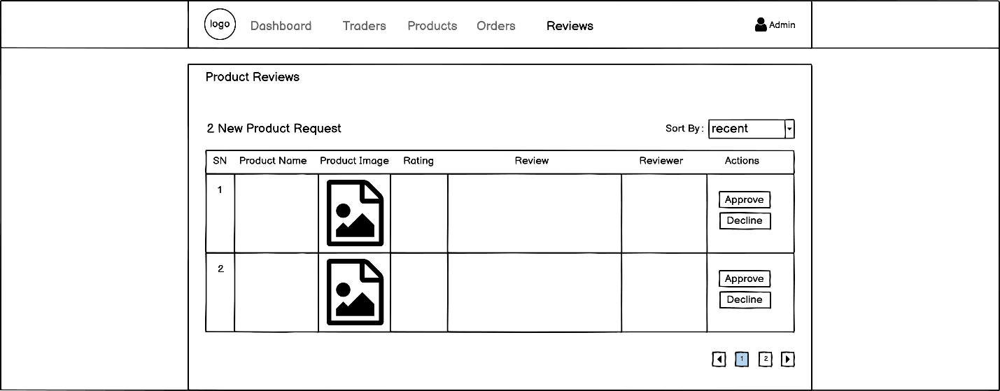 logo Dashboard Traders Products Orders Reviews Admin
Product Reviews
2 New Product Request Sort By: recent
SN Product Name Product Image Rating Review Reviewer Actions
1
Approve
Decline
2
Approve
Decline
1 2